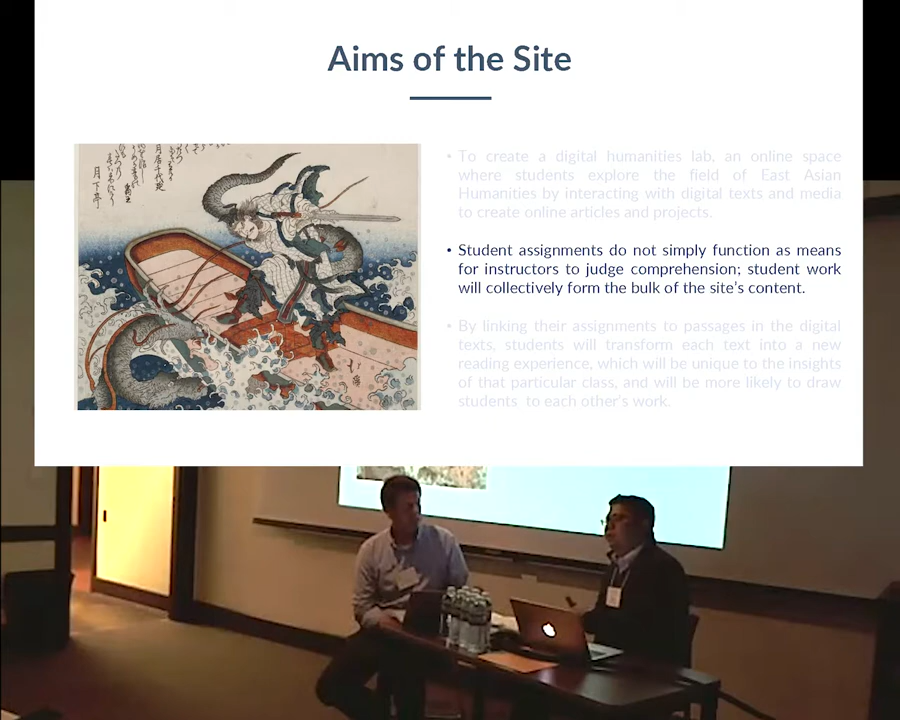 Aims of the Site
• To create a digital humanities lab, an online space
where students explore the field of East Asian
Humanities by interacting with digital texts and media
to create online articles and projects.
• Student assignments do not simply function as means
for instructors to judge comprehension; student work
will collectively form the bulk of the site's content.
• By linking their assignments to passages in the digital
texts, students will transform each text into a new
reading experience, which will be unique to the insights
of that particular class, and will be more likely to draw
students to each other's work.
月下亭